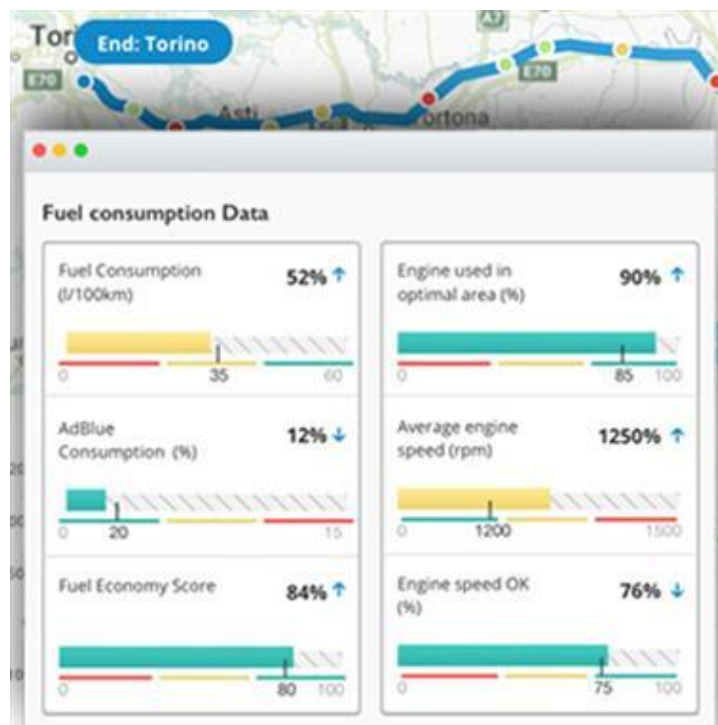 Tor
End: Torino
A7
E70
E70
Asti
ortona
Fuel consumption Data
Fuel Consumption
(l/100km)
52%
0
35
60
AdBlue
Consumption (%)
12%
0
20
15
Fuel Economy Score
84%
0
80
100
Engine used in
optimal area (%)
90%
0
85
100
Average engine
speed (rpm)
1250%
0
1200
1500
Engine speed OK
(%)
76%
0
75
100